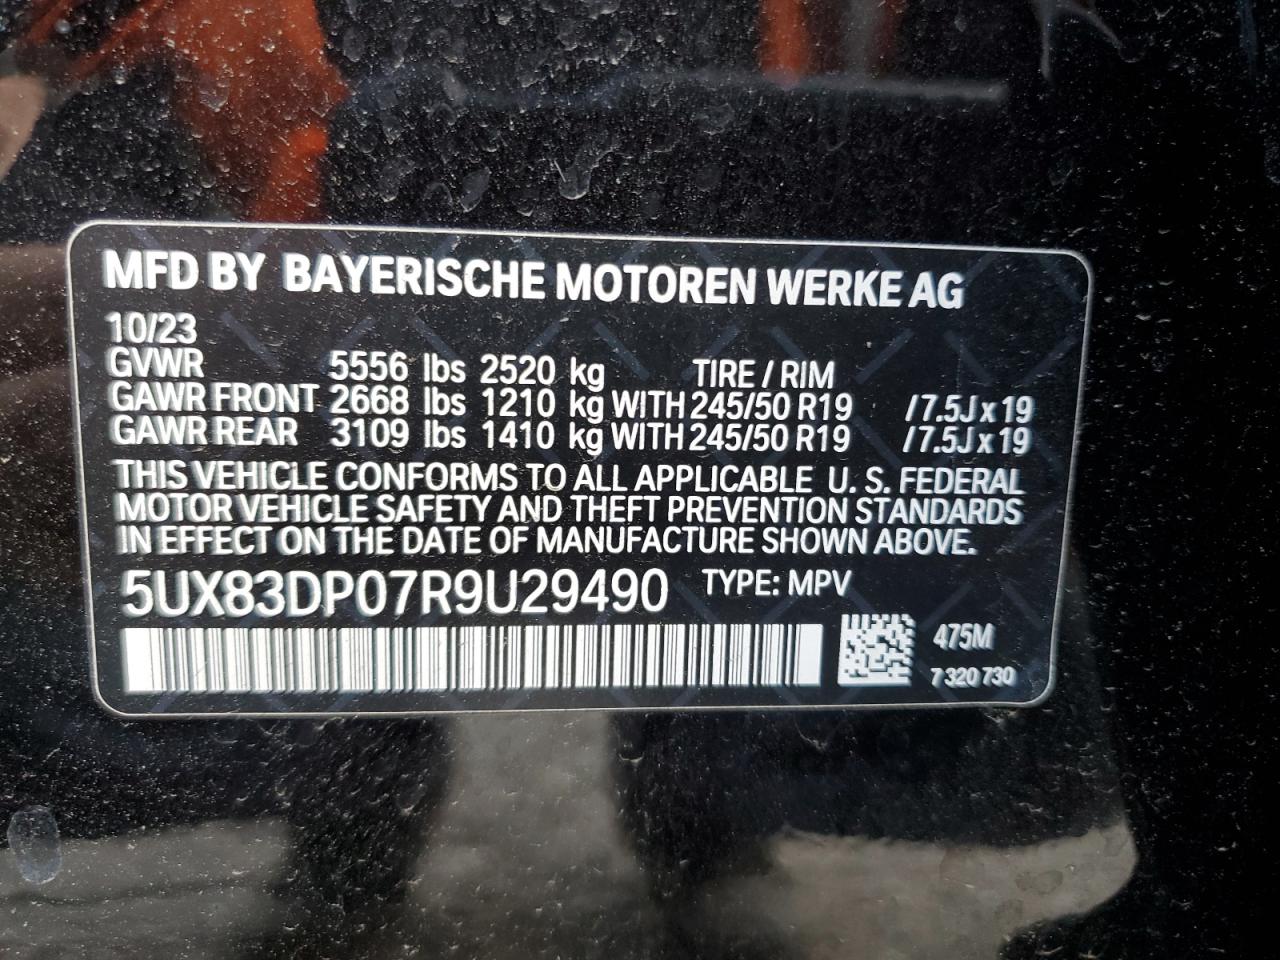 MFD BY BAYERISCHE MOTOREN WERKE AG
10/23
GVWR 5556 lbs 2520 kg TIRE / RIM
GAWR FRONT 2668 lbs 1210 kg WITH 245/50 R19 / 7.5J x 19
GAWR REAR 3109 lbs 1410 kg WITH 245/50 R19 / 7.5J x 19
THIS VEHICLE CONFORMS TO ALL APPLICABLE U. S. FEDERAL
MOTOR VEHICLE SAFETY AND THEFT PREVENTION STANDARDS
IN EFFECT ON THE DATE OF MANUFACTURE SHOWN ABOVE.
5UX83DP07R9U29490 TYPE: MPV
475M
7 320 730